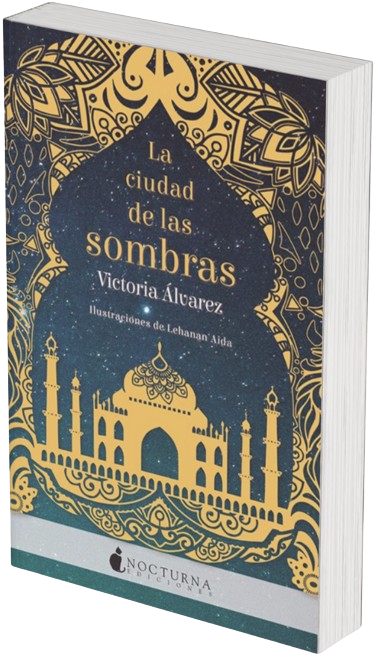 La
ciudad
de las
sombras
Victoria Álvarez
Ilustraciones de Lehanan Aida
NOCTURNA
EDICIONES